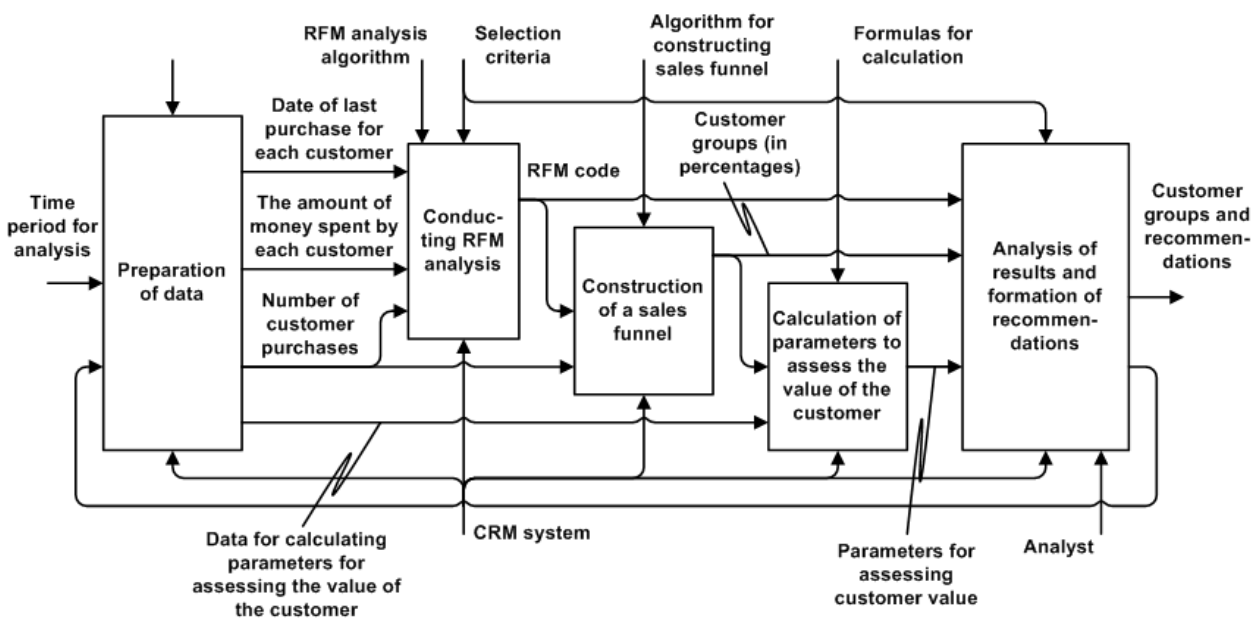 RFM analysis
algorithm
Selection
criteria
Algorithm for
constructing
sales funnel
Formulas for
calculation
Date of last
purchase for
each customer
Customer
groups (in
percentages)
RFM code
Time
period for
analysis
The amount of
money spent by
each customer
Conduc-
ting RFM
analysis
Customer
groups and
recommen-
dations
Preparation
of data
Analysis of
results and
formation of
recommen-
dations
Number of
customer
purchases
Construction
of a sales
funnel
Calculation of
parameters to
assess the
value of the
customer
Data for calculating
parameters for
assessing the value of
the customer
CRM system
Parameters for
assessing
customer value
Analyst